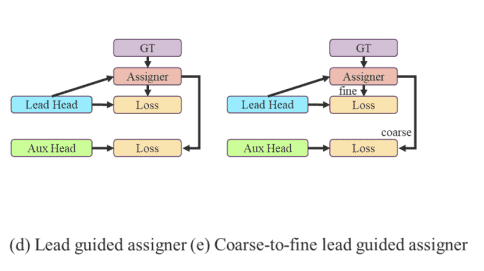 GT GT
Assigner Assigner
fine
Lead Head Loss Lead Head Loss
coarse
Aux Head Loss Aux Head Loss
(d) Lead guided assigner (e) Coarse-to-fine lead guided assigner